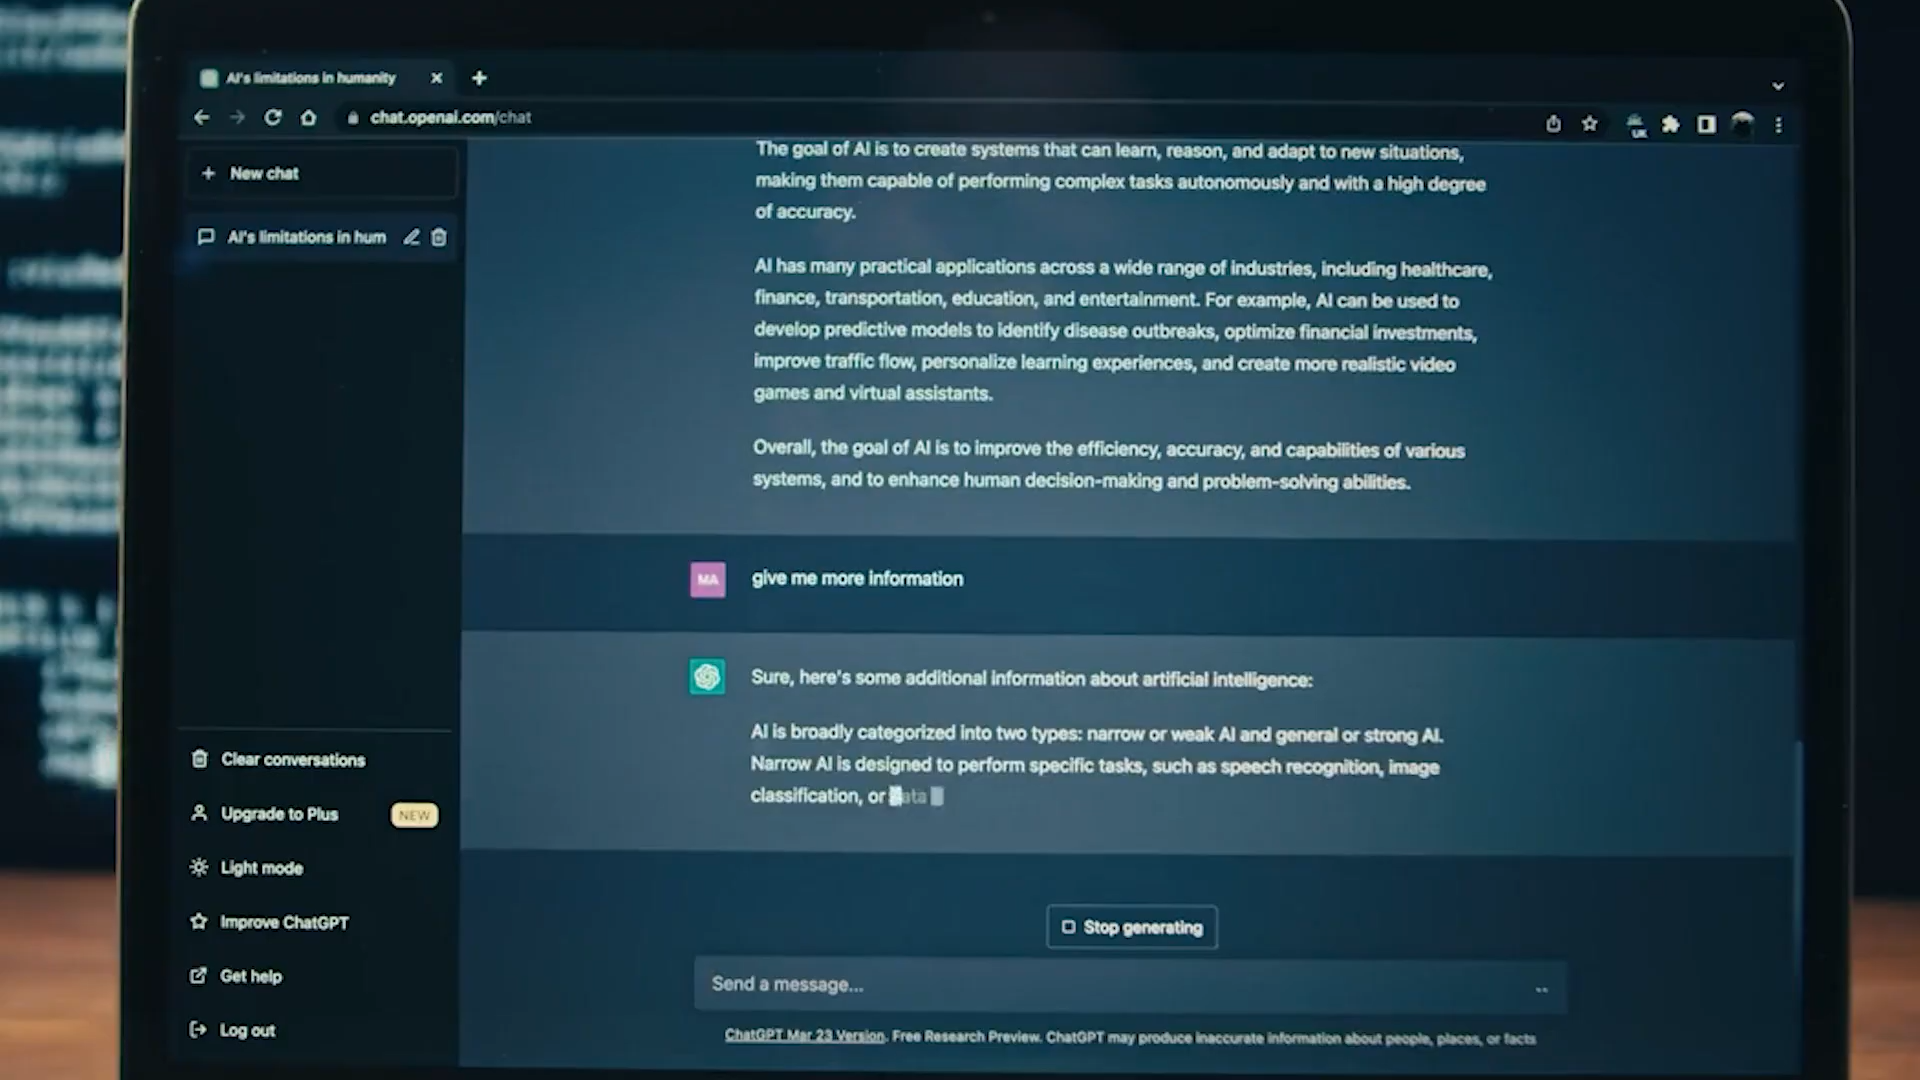 AI's limitations in humanity
chat.openai.com/chat
UK
New chat
AI's limitations in hum
The goal of AI is to create systems that can learn, reason, and adapt to new situations,
making them capable of performing complex tasks autonomously and with a high degree
of accuracy.
AI has many practical applications across a wide range of industries, including healthcare,
finance, transportation, education, and entertainment. For example, AI can be used to
develop predictive models to identify disease outbreaks, optimize financial investments,
improve traffic flow, personalize learning experiences, and create more realistic video
games and virtual assistants.
Overall, the goal of AI is to improve the efficiency, accuracy, and capabilities of various
systems, and to enhance human decision-making and problem-solving abilities.
MA
give me more information
Sure, here's some additional information about artificial intelligence:
AI is broadly categorized into two types: narrow or weak AI and general or strong AI.
Narrow AI is designed to perform specific tasks, such as speech recognition, image
classification, or data
Clear conversations
Upgrade to Plus NEW
Light mode
Improve ChatGPT
Get help
Log out
Stop generating
Send a message...
ChatGPT Mar 23 Version. Free Research Preview. ChatGPT may produce inaccurate information about people, places, or facts